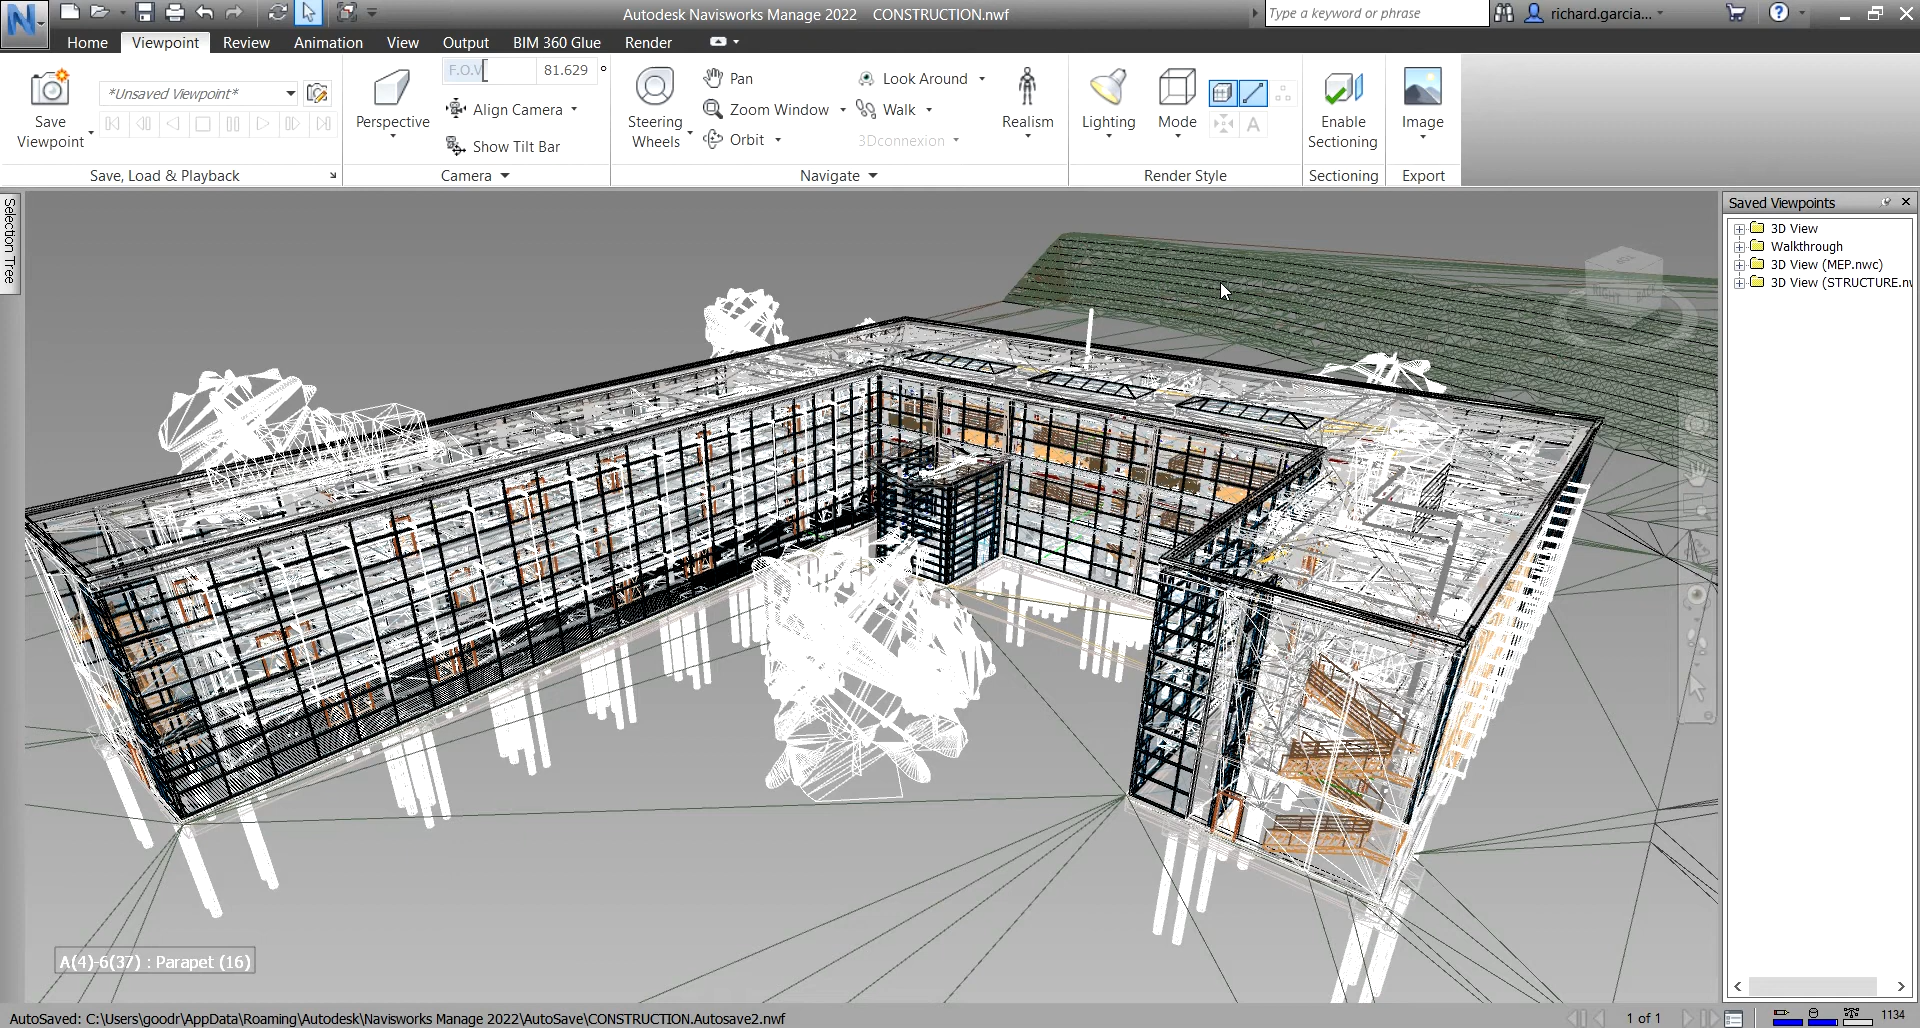 Autodesk Navisworks Manage 2022 CONSTRUCTION.nwf
Type a keyword or phrase
richard.garcia...
Home Viewpoint Review Animation View Output BIM 360 Glue Render
Save Viewpoint
*Unsaved Viewpoint*
Save, Load & Playback
Perspective
F.O.V 81.629 °
Align Camera
Show Tilt Bar
Camera
Steering Wheels
Pan
Zoom Window
Orbit
Look Around
Walk
3Dconnexion
Realism
Navigate
Lighting
Mode
A
Render Style
Enable Sectioning
Sectioning
Image
Export
Selection Tree
TOP
RIGHT BACK
A(4)-6(37) : Parapet (16)
Saved Viewpoints
3D View
Walkthrough
3D View (MEP.nwc)
3D View (STRUCTURE.nw
AutoSaved: C:\Users\goodr\AppData\Roaming\Autodesk\Navisworks Manage 2022\AutoSave\CONSTRUCTION.Autosave2.nwf
1 of 1
1134